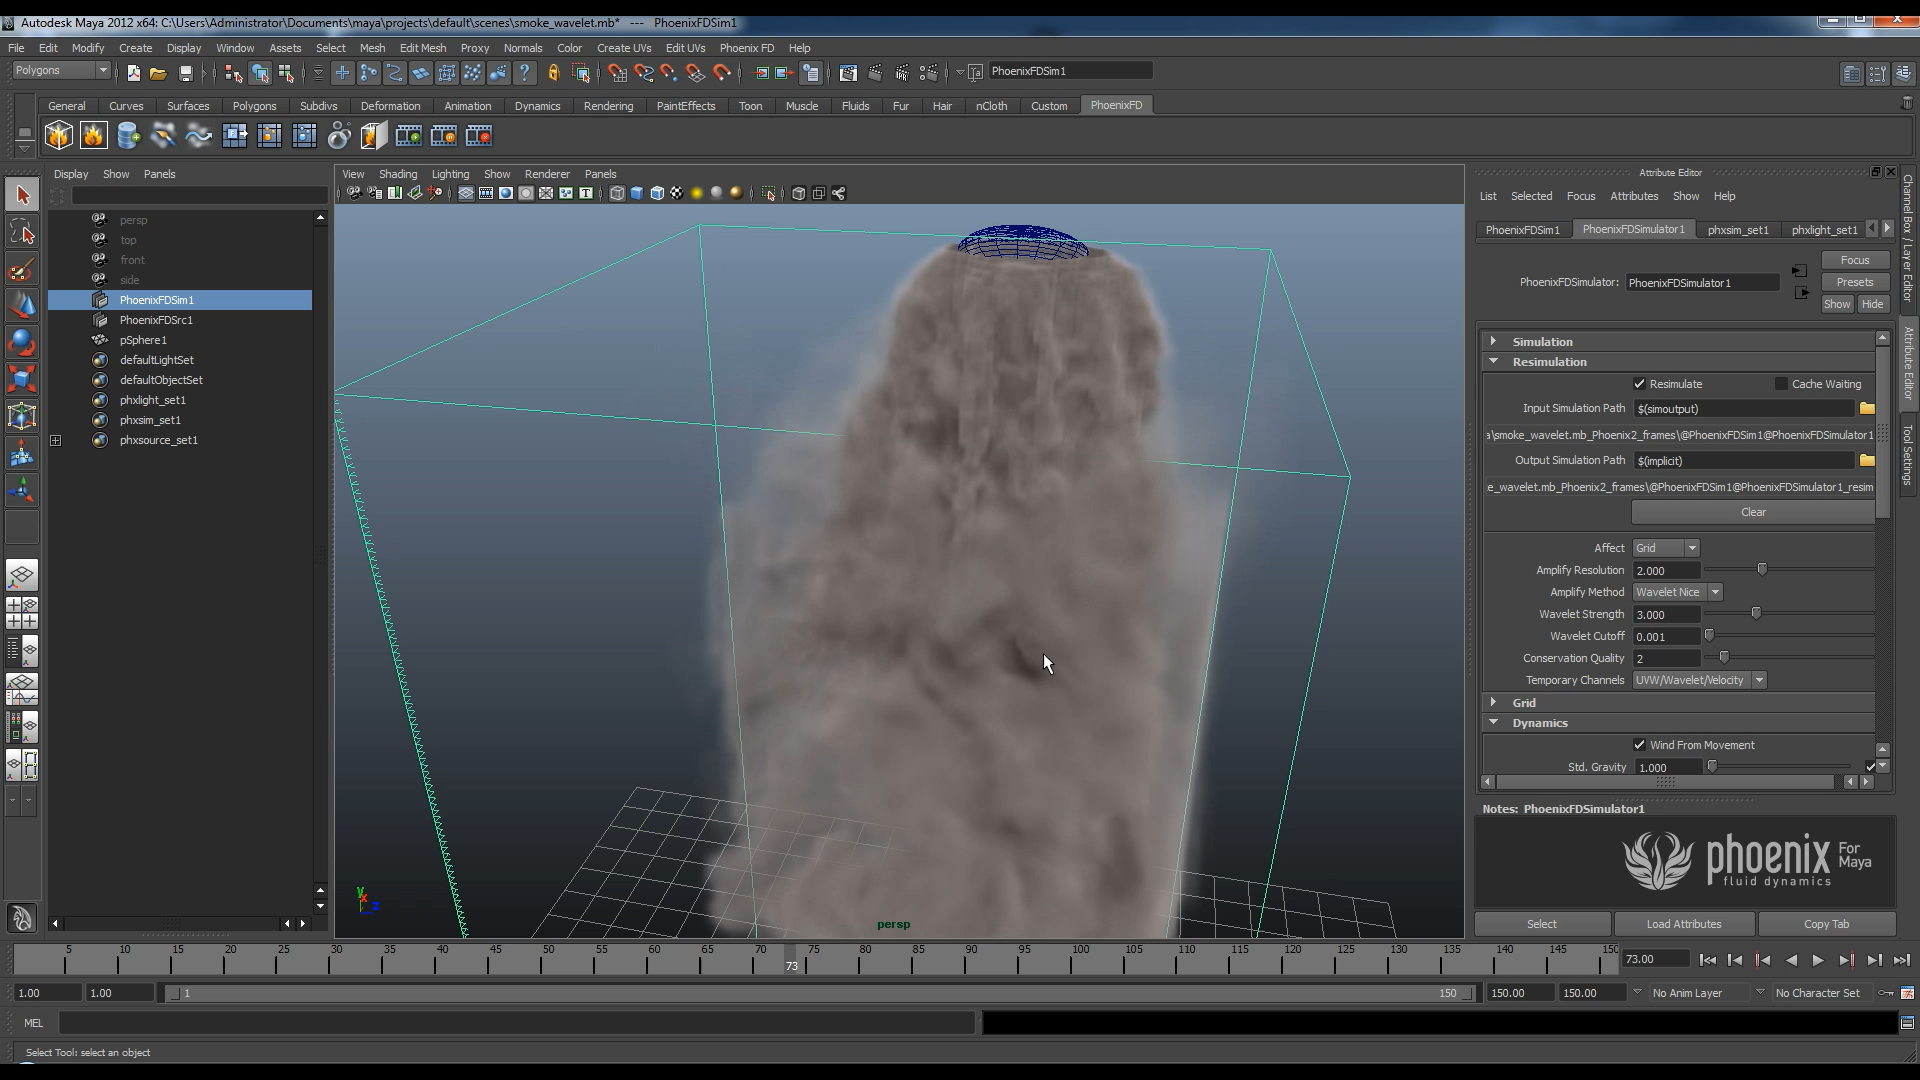 Autodesk Maya 2012 x64: C:\Users\Administrator\Documents\maya\projects\default\scenes\smoke_wavelet.mb* --- PhoenixFDSim1
File Edit Modify Create Display Window Assets Select Mesh Edit Mesh Proxy Normals Color Create UVs Edit UVs Phoenix FD Help
Polygons
PhoenixFDSim1
General Curves Surfaces Polygons Subdivs Deformation Animation Dynamics Rendering PaintEffects Toon Muscle Fluids Fur Hair nCloth Custom PhoenixFD
Display Show Panels
persp
top
front
side
PhoenixFDSim1
PhoenixFDSrc1
pSphere1
defaultLightSet
defaultObjectSet
phxlight_set1
phxsim_set1
phxsource_set1
View Shading Lighting Show Renderer Panels
persp
Attribute Editor
List Selected Focus Attributes Show Help
PhoenixFDSim1 PhoenixFDSimulator1 phxsim_set1 phxlight_set1
Focus
PhoenixFDSimulator: PhoenixFDSimulator1
Presets
Show Hide
Simulation
Resimulation
Resimulate Cache Waiting
Input Simulation Path $(simoutput)
a\smoke_wavelet.mb_Phoenix2_frames\@PhoenixFDSim1@PhoenixFDSimulator1
Output Simulation Path $(implicit)
e_wavelet.mb_Phoenix2_frames\@PhoenixFDSim1@PhoenixFDSimulator1_resim
Clear
Affect Grid
Amplify Resolution 2.000
Amplify Method Wavelet Nice
Wavelet Strength 3.000
Wavelet Cutoff 0.001
Conservation Quality 2
Temporary Channels UVW/Wavelet/Velocity
Grid
Dynamics
Wind From Movement
Std. Gravity 1.000
Notes: PhoenixFDSimulator1
phoenix For Maya
fluid dynamics
Select Load Attributes Copy Tab
Channel Box / Layer Editor
Attribute Editor
Tool Settings
5 10 15 20 25 30 35 40 45 50 55 60 65 70 75 80 85 90 95 100 105 110 115 120 125 130 135 140 145 150
73
73.00
1.00 1.00 1 150 150.00 150.00 No Anim Layer No Character Set
MEL
Select Tool: select an object